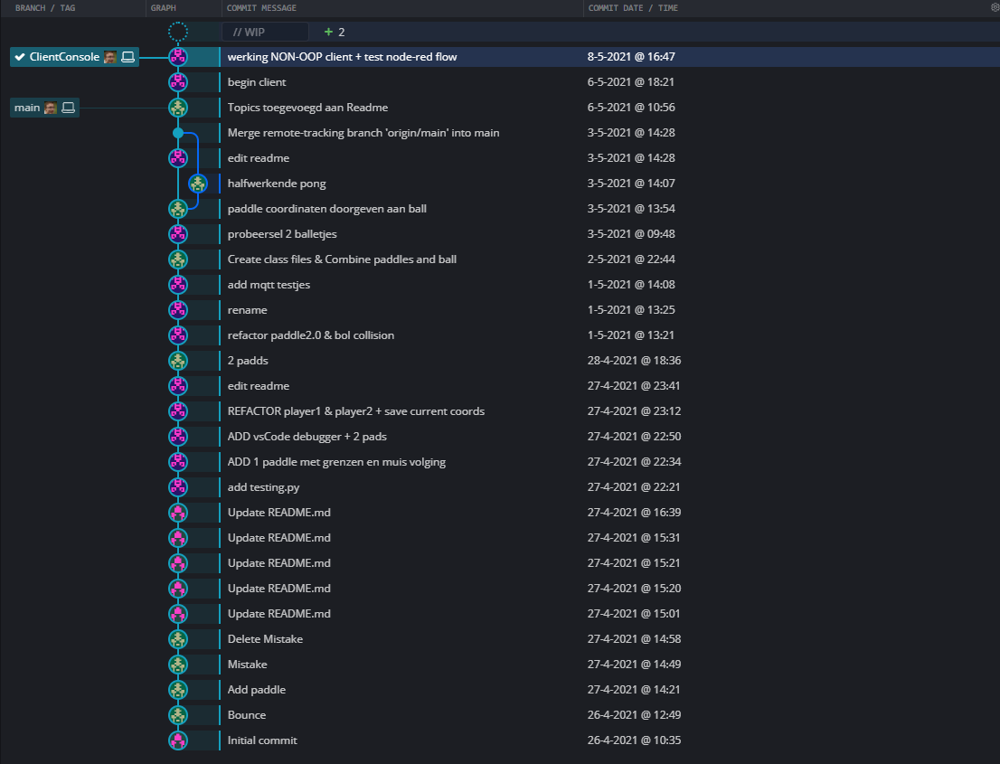 BRANCH / TAG GRAPH COMMIT MESSAGE COMMIT DATE / TIME
// WIP + 2
ClientConsole werking NON-OOP client + test node-red flow 8-5-2021 @ 16:47
begin client 6-5-2021 @ 18:21
main Topics toegevoegd aan Readme 6-5-2021 @ 10:56
Merge remote-tracking branch 'origin/main' into main 3-5-2021 @ 14:28
edit readme 3-5-2021 @ 14:28
halfwerkende pong 3-5-2021 @ 14:07
paddle coordinaten doorgeven aan ball 3-5-2021 @ 13:54
probeersel 2 balletjes 3-5-2021 @ 09:48
Create class files & Combine paddles and ball 2-5-2021 @ 22:44
add mqtt testjes 1-5-2021 @ 14:08
rename 1-5-2021 @ 13:25
refactor paddle2.0 & bol collision 1-5-2021 @ 13:21
2 padds 28-4-2021 @ 18:36
edit readme 27-4-2021 @ 23:41
REFACTOR player1 & player2 + save current coords 27-4-2021 @ 23:12
ADD vsCode debugger + 2 pads 27-4-2021 @ 22:50
ADD 1 paddle met grenzen en muis volging 27-4-2021 @ 22:34
add testing.py 27-4-2021 @ 22:21
Update README.md 27-4-2021 @ 16:39
Update README.md 27-4-2021 @ 15:31
Update README.md 27-4-2021 @ 15:21
Update README.md 27-4-2021 @ 15:20
Update README.md 27-4-2021 @ 15:01
Delete Mistake 27-4-2021 @ 14:58
Mistake 27-4-2021 @ 14:49
Add paddle 27-4-2021 @ 14:21
Bounce 26-4-2021 @ 12:49
Initial commit 26-4-2021 @ 10:35